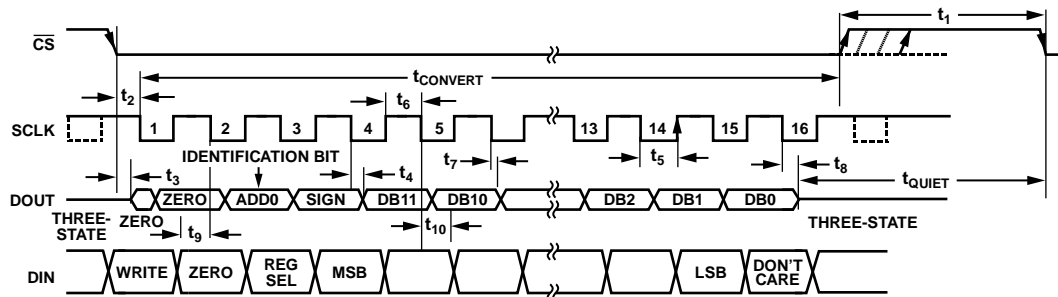 t1
CS
tCONVERT
t2
t6
SCLK
1 2 3 4 5 13 14 15 16
IDENTIFICATION BIT
t3 t4 t7 t5 t8
tQUIET
DOUT
ZERO ADD0 SIGN DB11 DB10 DB2 DB1 DB0
THREE-
STATE
ZERO
THREE-STATE
t9 t10
DIN
WRITE ZERO REG
SEL MSB LSB DON'T
CARE